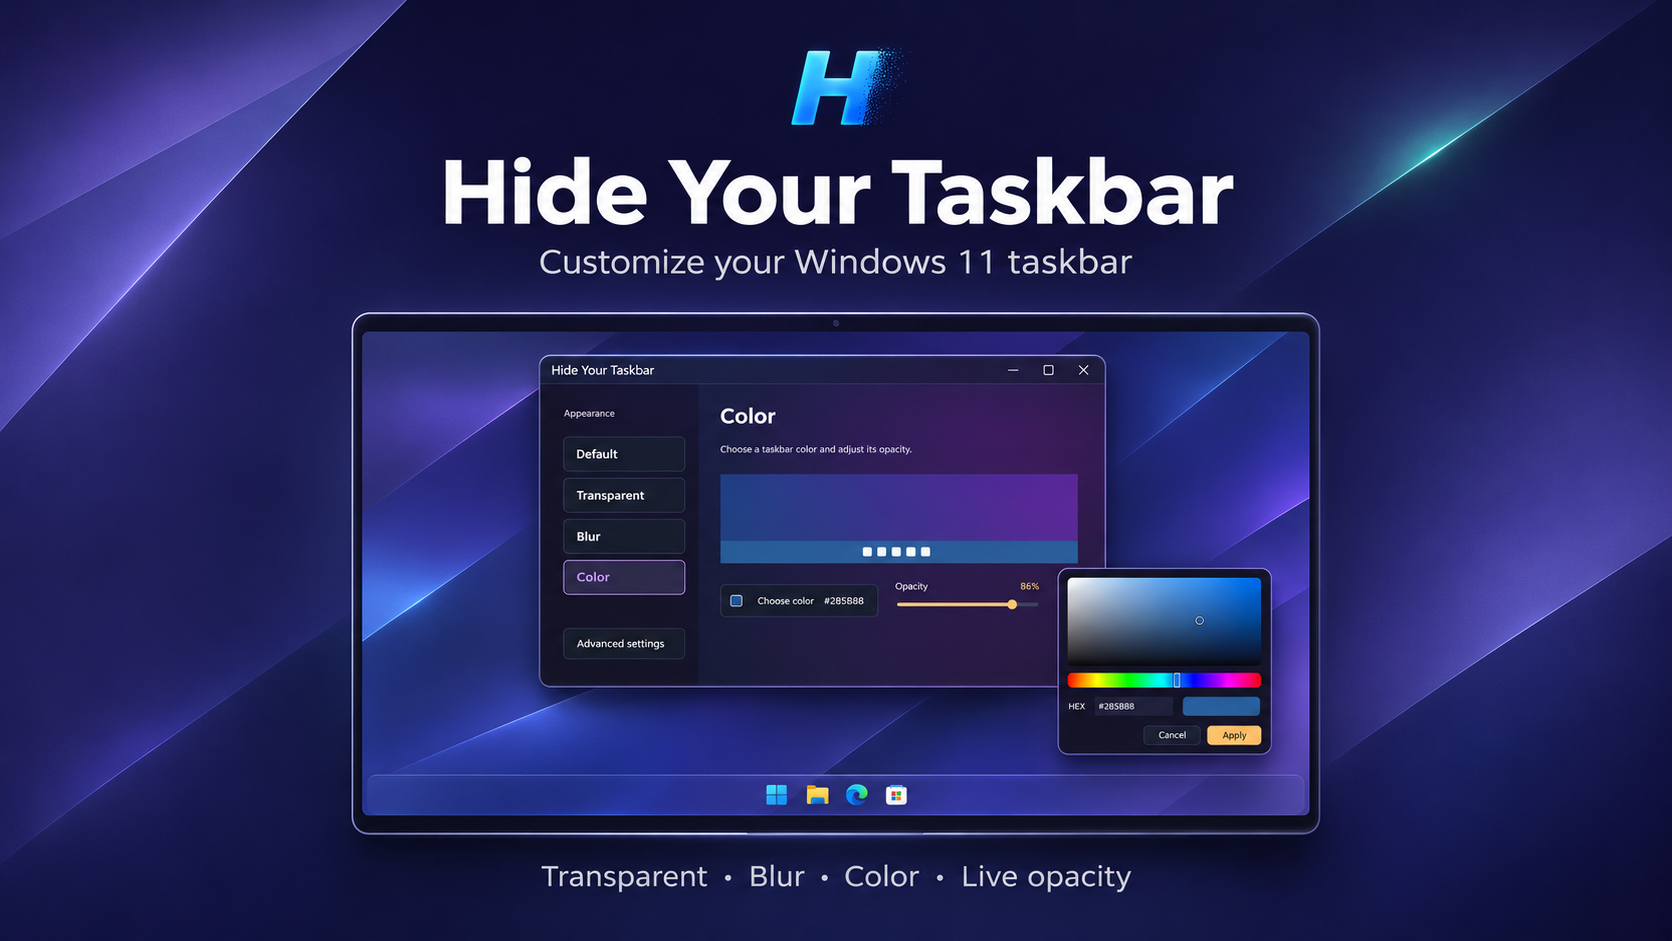 H
Hide Your Taskbar
Customize your Windows 11 taskbar
Hide Your Taskbar
Appearance
Default
Transparent
Blur
Color
Advanced settings
Color
Choose a taskbar color and adjust its opacity.
Choose color #285B88
Opacity 86%
HEX #285B88
Cancel Apply
Transparent • Blur • Color • Live opacity